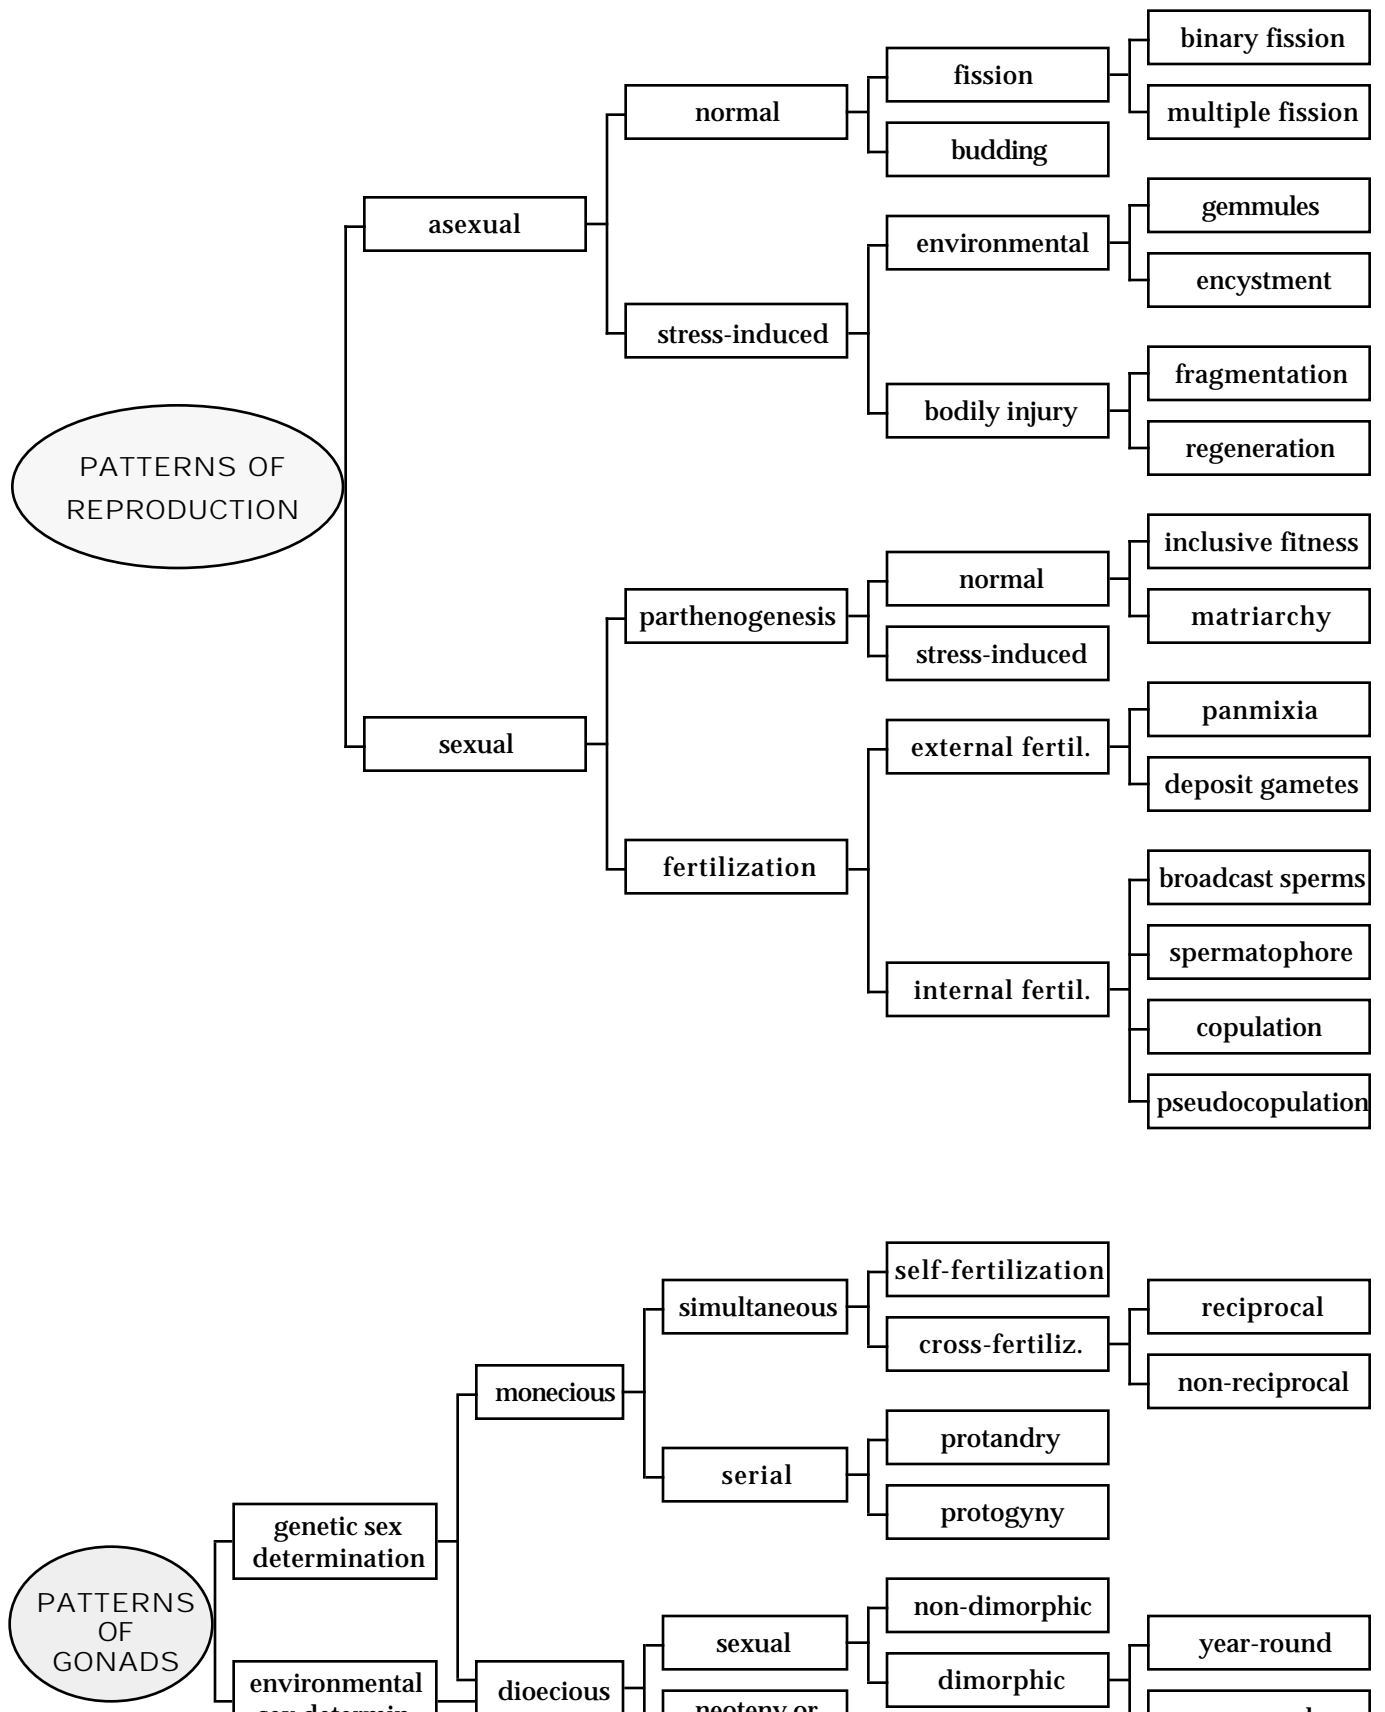 binary fission
fission
normal
multiple fission
budding
gemmules
asexual
environmental
encystment
stress-induced
fragmentation
bodily injury
regeneration
PATTERNS OF
REPRODUCTION
inclusive fitness
normal
parthenogenesis
matriarchy
stress-induced
panmixia
sexual
external fertil.
deposit gametes
fertilization
broadcast sperms
spermatophore
internal fertil.
copulation
pseudocopulation
self-fertilization
simultaneous
reciprocal
cross-fertiliz.
monecious
non-reciprocal
protandry
serial
protogyny
genetic sex
determination
PATTERNS
OF
GONADS
non-dimorphic
sexual
year-round
dimorphic
environmental
dioecious
neoteny or